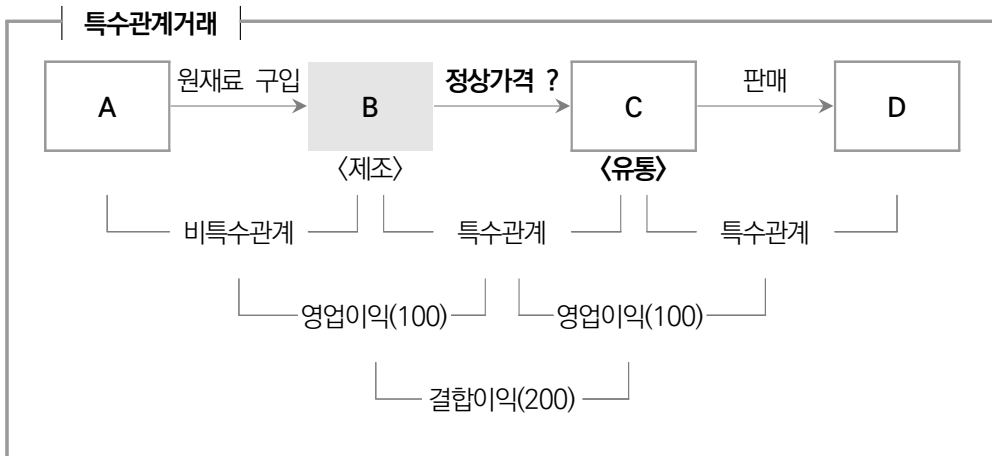 특수관계거래
원재료 구입 정상가격 ? 판매
A B C D
〈제조〉 〈유통〉
비특수관계 특수관계 특수관계
영업이익(100) 영업이익(100)
결합이익(200)